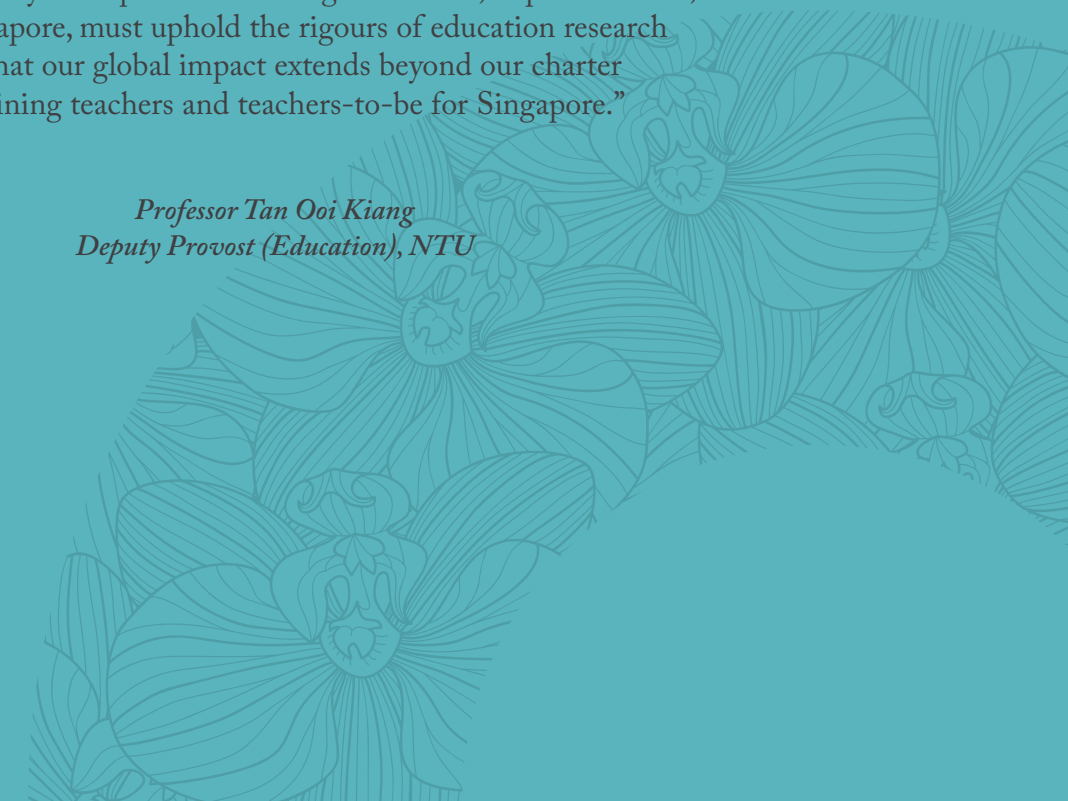 apore, must uphold the rigours of education research
hat our global impact extends beyond our charter
ining teachers and teachers-to-be for Singapore.”
Professor Tan Ooi Kiang
Deputy Provost (Education), NTU